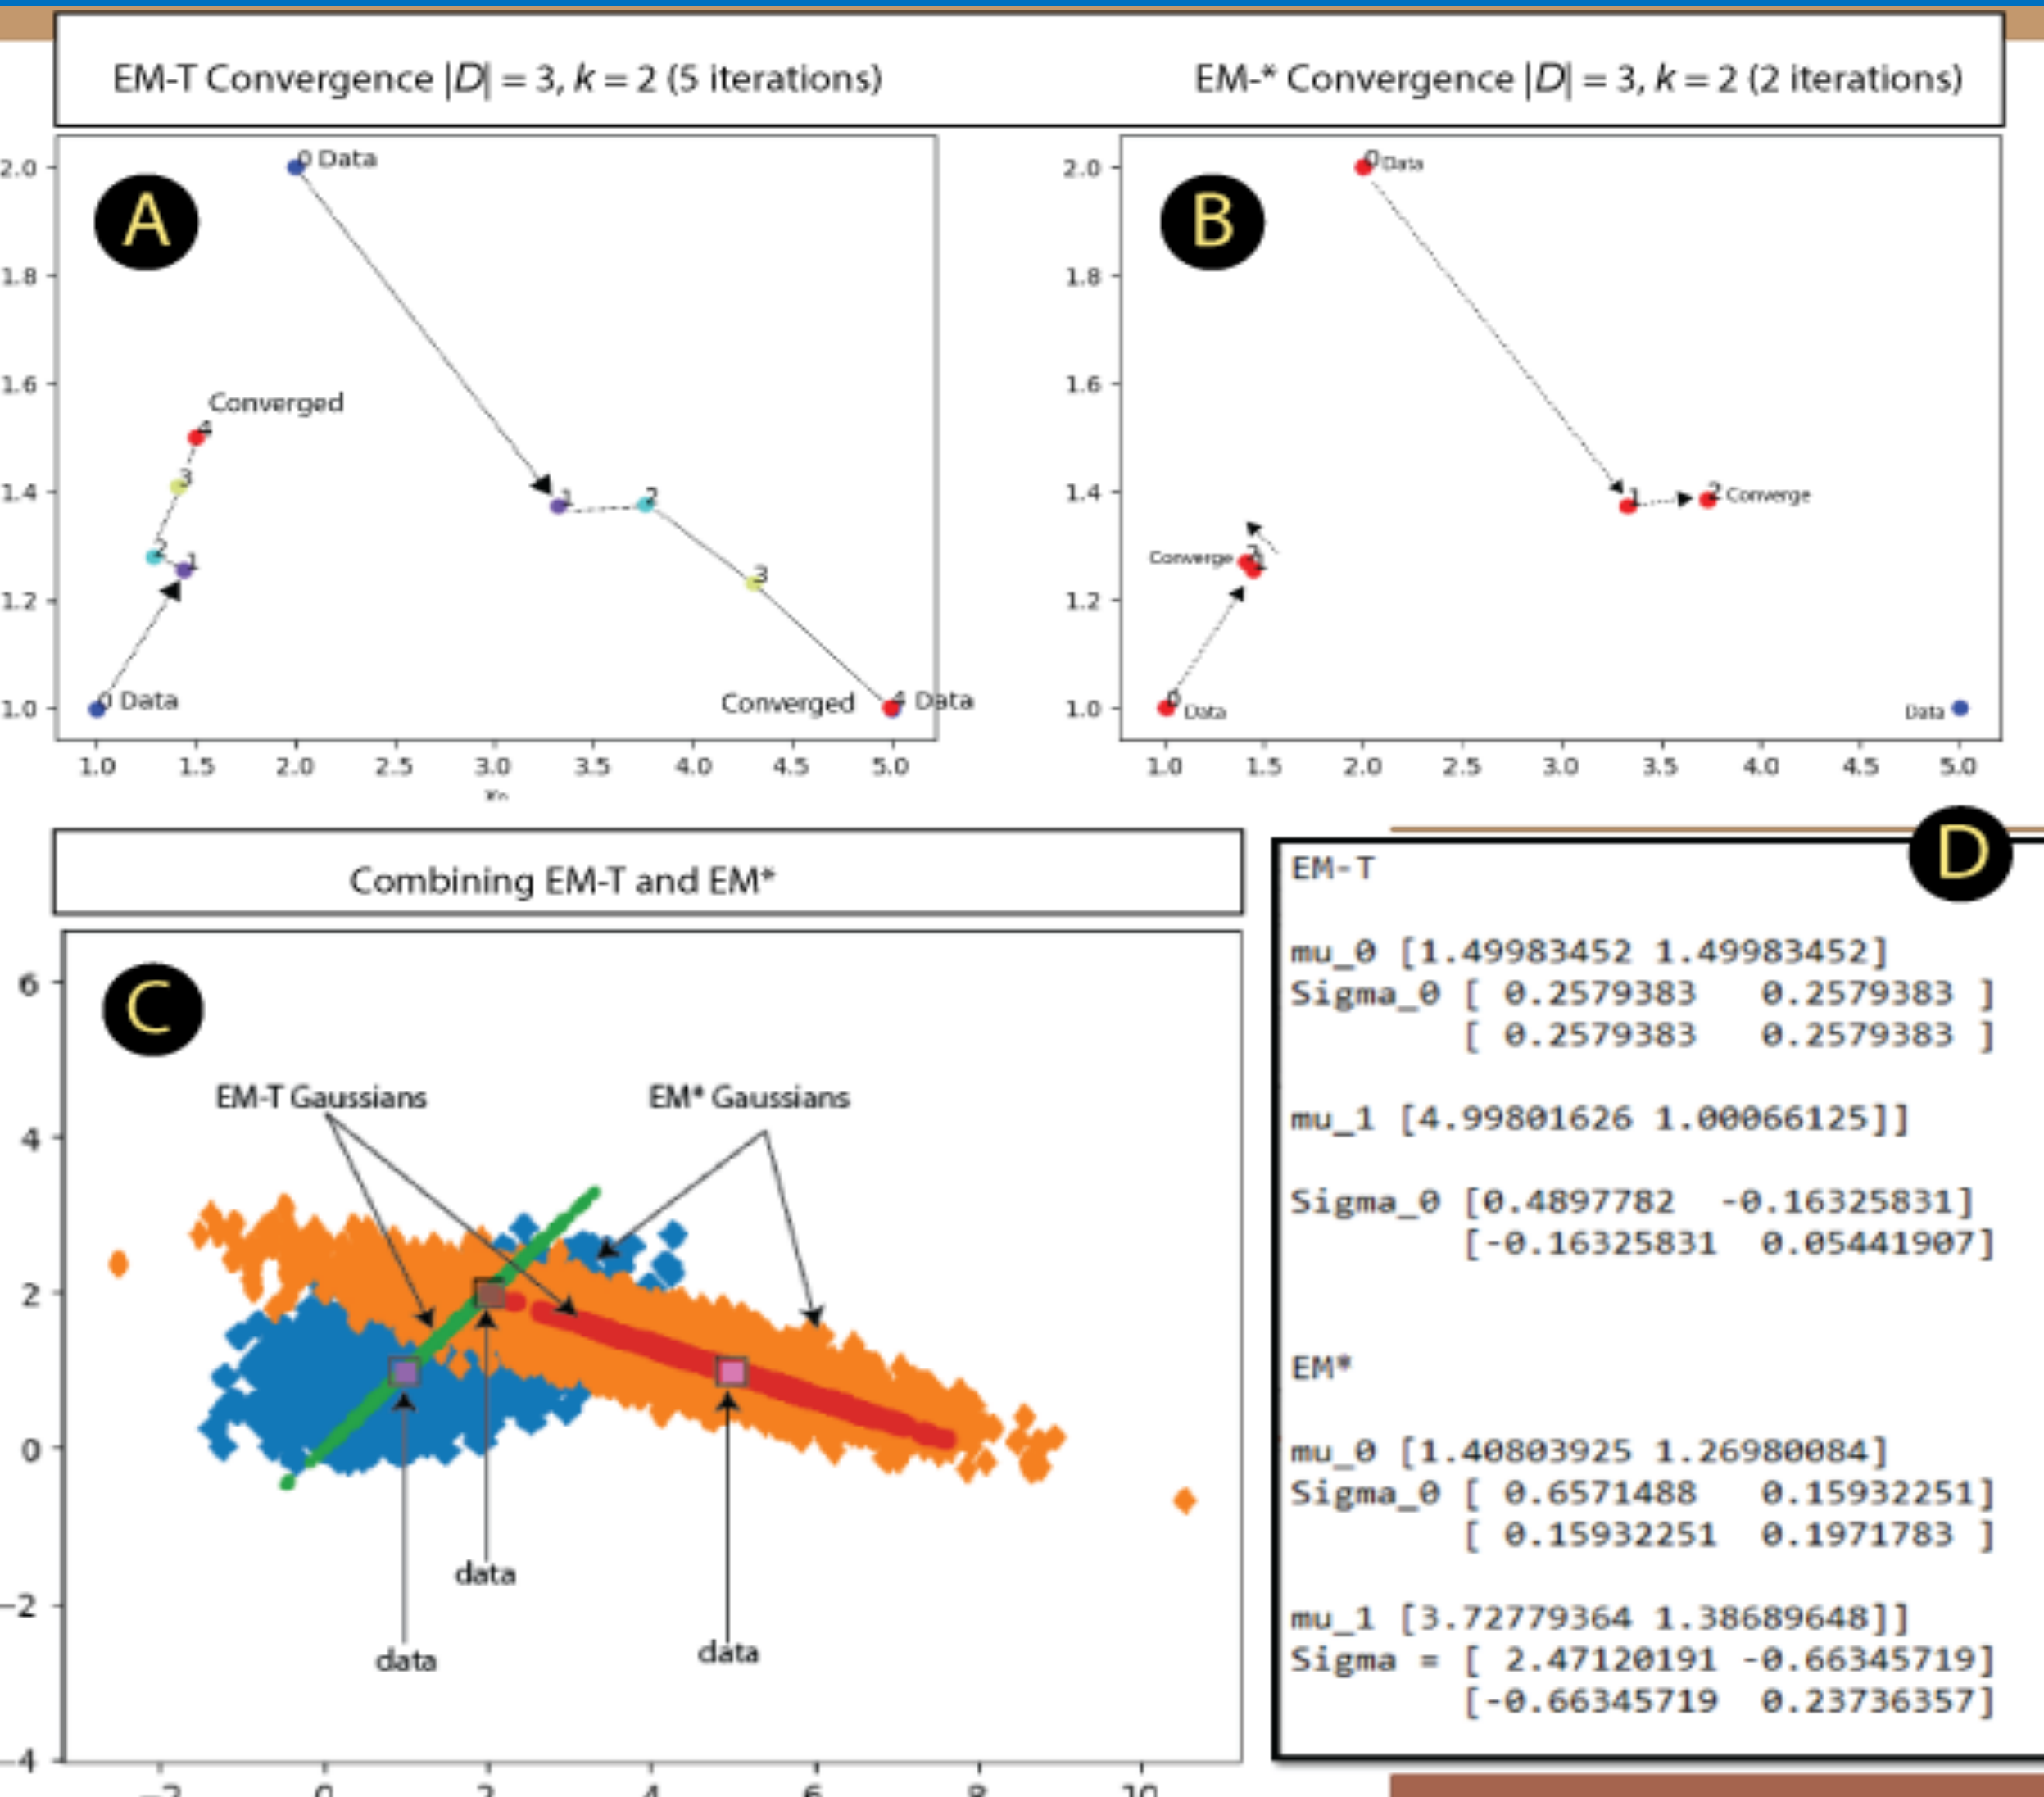 EM-T Convergence |D| = 3, k = 2 (5 iterations)
EM-* Convergence |D| = 3, k = 2 (2 iterations)
A
2.0
1.8
1.6
1.4
1.2
1.0
0 Data
Converged
4
3
2
1
0 Data
1
2
3
Converged
4 Data
1.0 1.5 2.0 2.5 3.0 3.5 4.0 4.5 5.0
B
2.0
1.8
1.6
1.4
1.2
1.0
0 Data
1
2 Converge
Converge
2
1
0
Data
Data
1.0 1.5 2.0 2.5 3.0 3.5 4.0 4.5 5.0
Combining EM-T and EM*
C
6
4
2
0
−2
−4
EM-T Gaussians
EM* Gaussians
data
data
data
−2 0 2 4 6 8 10
D
EM-T
mu_0 [1.49983452 1.49983452]
Sigma_0 [ 0.2579383 0.2579383 ]
[ 0.2579383 0.2579383 ]
mu_1 [4.99801626 1.00066125]]
Sigma_0 [0.4897782 -0.16325831]
[-0.16325831 0.05441907]
EM*
mu_0 [1.40803925 1.26980084]
Sigma_0 [ 0.6571488 0.15932251]
[ 0.15932251 0.1971783 ]
mu_1 [3.72779364 1.38689648]]
Sigma = [ 2.47120191 -0.66345719]
[-0.66345719 0.23736357]